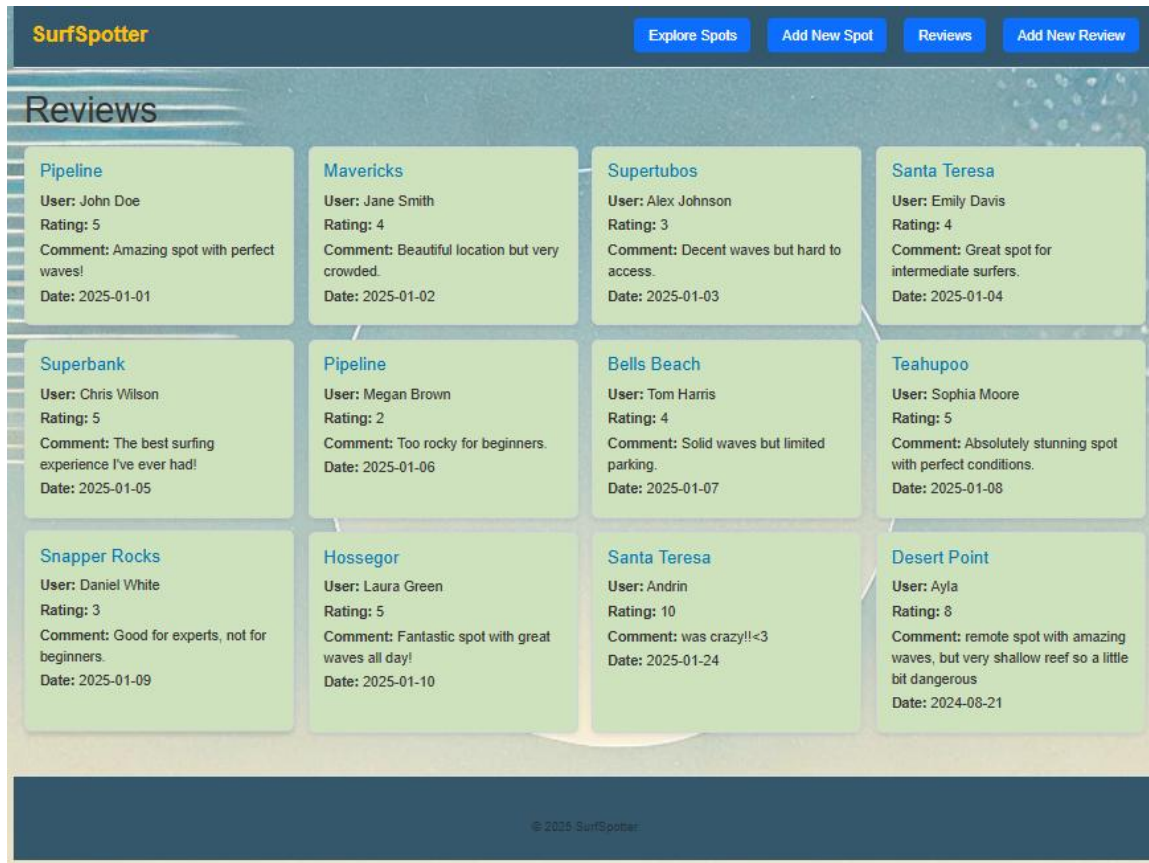 SurfSpotter
Explore Spots
Add New Spot
Reviews
Add New Review
Reviews
Pipeline
User: John Doe
Rating: 5
Comment: Amazing spot with perfect
waves!
Date: 2025-01-01
Mavericks
User: Jane Smith
Rating: 4
Comment: Beautiful location but very
crowded.
Date: 2025-01-02
Supertubos
User: Alex Johnson
Rating: 3
Comment: Decent waves but hard to
access.
Date: 2025-01-03
Santa Teresa
User: Emily Davis
Rating: 4
Comment: Great spot for
intermediate surfers.
Date: 2025-01-04
Superbank
User: Chris Wilson
Rating: 5
Comment: The best surfing
experience I've ever had!
Date: 2025-01-05
Pipeline
User: Megan Brown
Rating: 2
Comment: Too rocky for beginners.
Date: 2025-01-06
Bells Beach
User: Tom Harris
Rating: 4
Comment: Solid waves but limited
parking.
Date: 2025-01-07
Teahupoo
User: Sophia Moore
Rating: 5
Comment: Absolutely stunning spot
with perfect conditions.
Date: 2025-01-08
Snapper Rocks
User: Daniel White
Rating: 3
Comment: Good for experts, not for
beginners.
Date: 2025-01-09
Hossegor
User: Laura Green
Rating: 5
Comment: Fantastic spot with great
waves all day!
Date: 2025-01-10
Santa Teresa
User: Andrin
Rating: 10
Comment: was crazy!!<3
Date: 2025-01-24
Desert Point
User: Ayla
Rating: 8
Comment: remote spot with amazing
waves, but very shallow reef so a little
bit dangerous
Date: 2024-08-21
© 2025 SurfSpotter